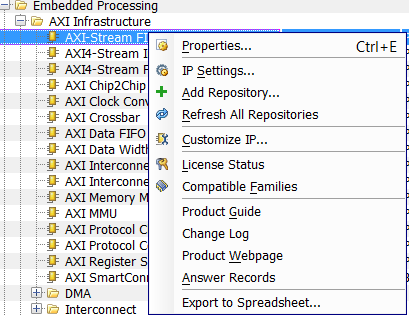 Embedded Processing
AXI Infrastructure
AXI-Stream FI
AXI4-Stream I
AXI4-Stream
AXI Chip2Chip
AXI Clock Conv
AXI Crossbar
AXI Data FIFO
AXI Data Width
AXI Interconnec
AXI Interconnec
AXI Memory M
AXI MMU
AXI Protocol C
AXI Protocol C
AXI Register S
AXI SmartConn
DMA
Interconnect
Properties... Ctrl+E
IP Settings...
Add Repository...
Refresh All Repositories
Customize IP...
License Status
Compatible Families
Product Guide
Change Log
Product Webpage
Answer Records
Export to Spreadsheet...